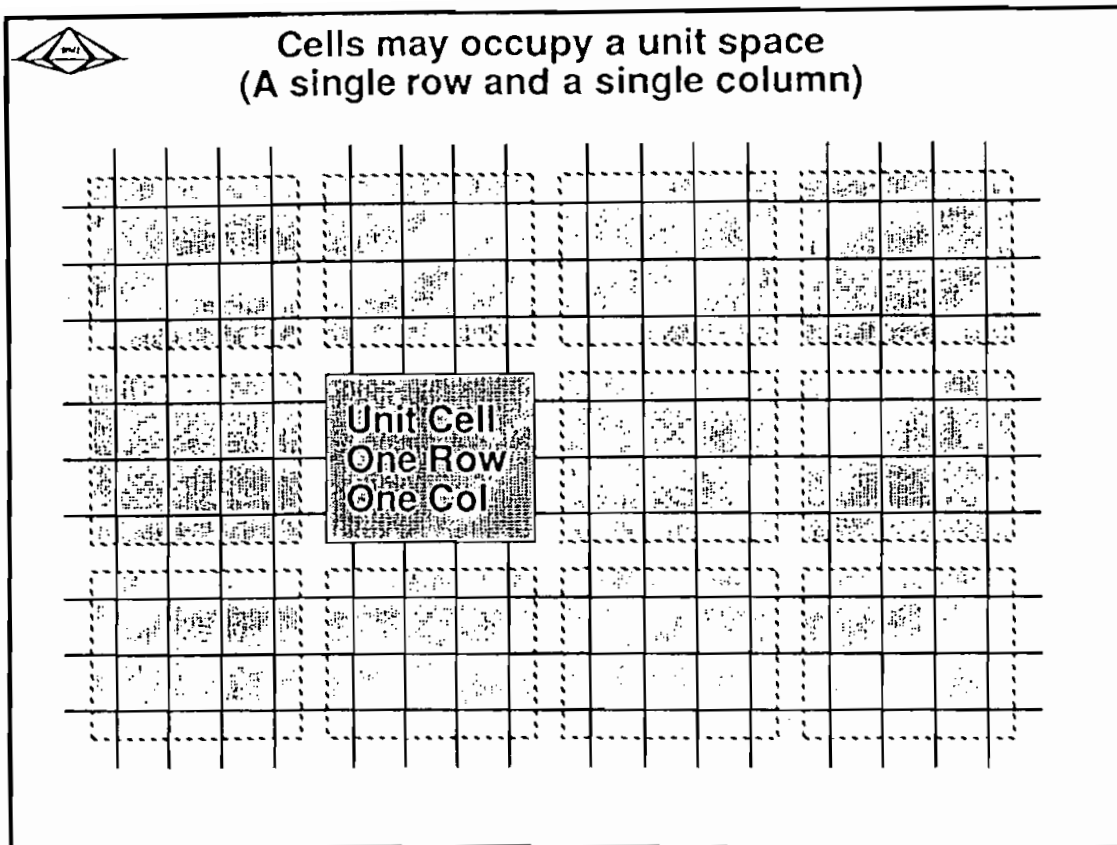 Cells may occupy a unit space
(A single row and a single column)
Unit Cell
One Row
One Col